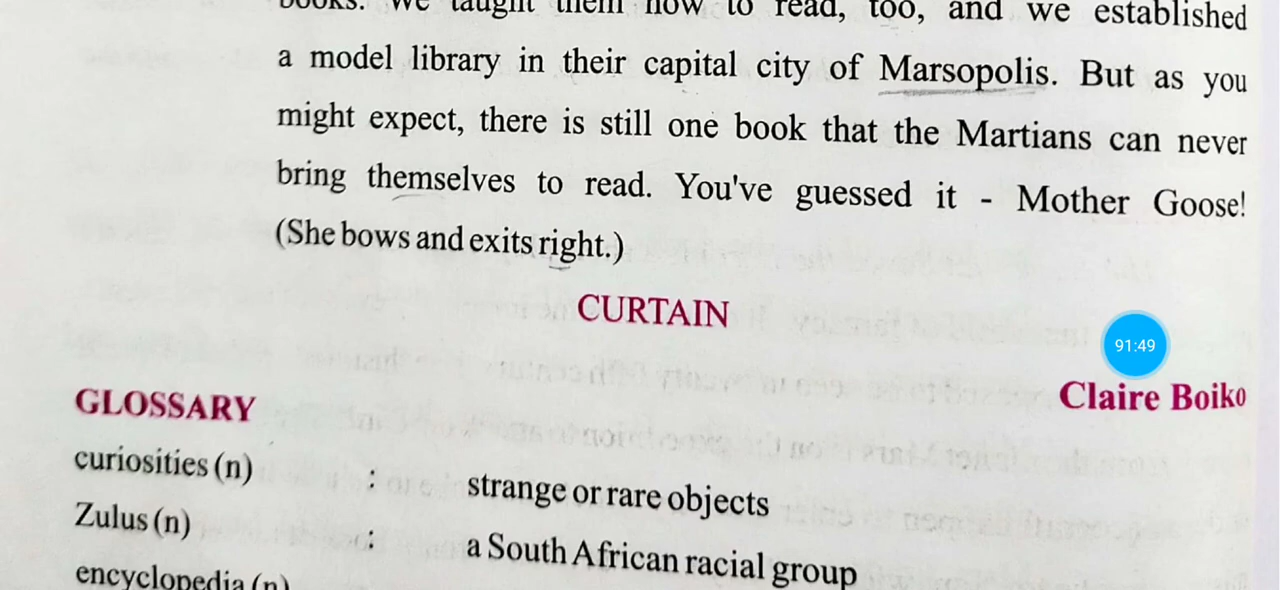 books. We taught them how to read, too, and we established
a model library in their capital city of Marsopolis. But as you
might expect, there is still one book that the Martians can never
bring themselves to read. You've guessed it - Mother Goose!
(She bows and exits right.)
CURTAIN
91:49
Claire Boiko
GLOSSARY
curiosities (n) : strange or rare objects
Zulus (n) : a South African racial group
encyclopedia (n)